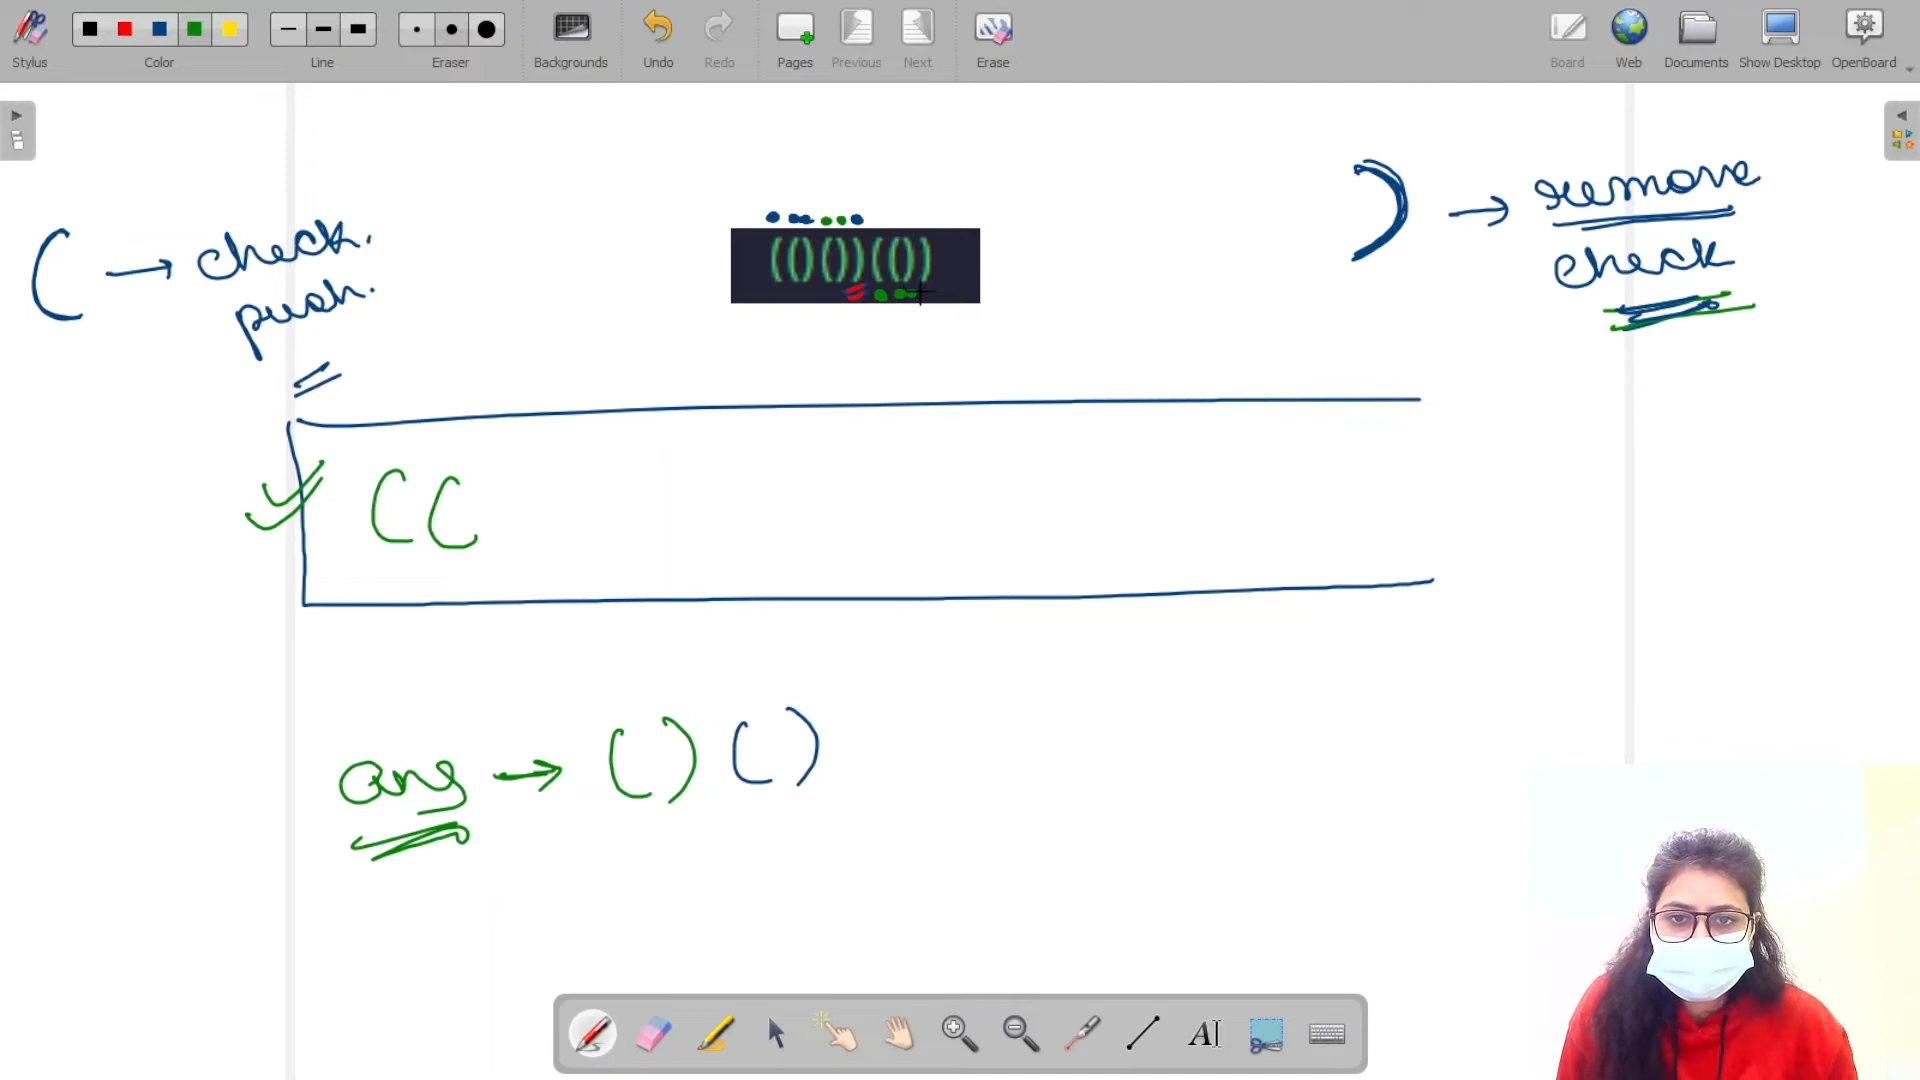 Stylus
Color
Line
Eraser
Backgrounds
Undo
Redo
Pages
Previous
Next
Erase
Board
Web
Documents
Show Desktop
OpenBoard
( → check.
push.
(()())(())
) → remove
check
( (
ans → ( ) ( )
A